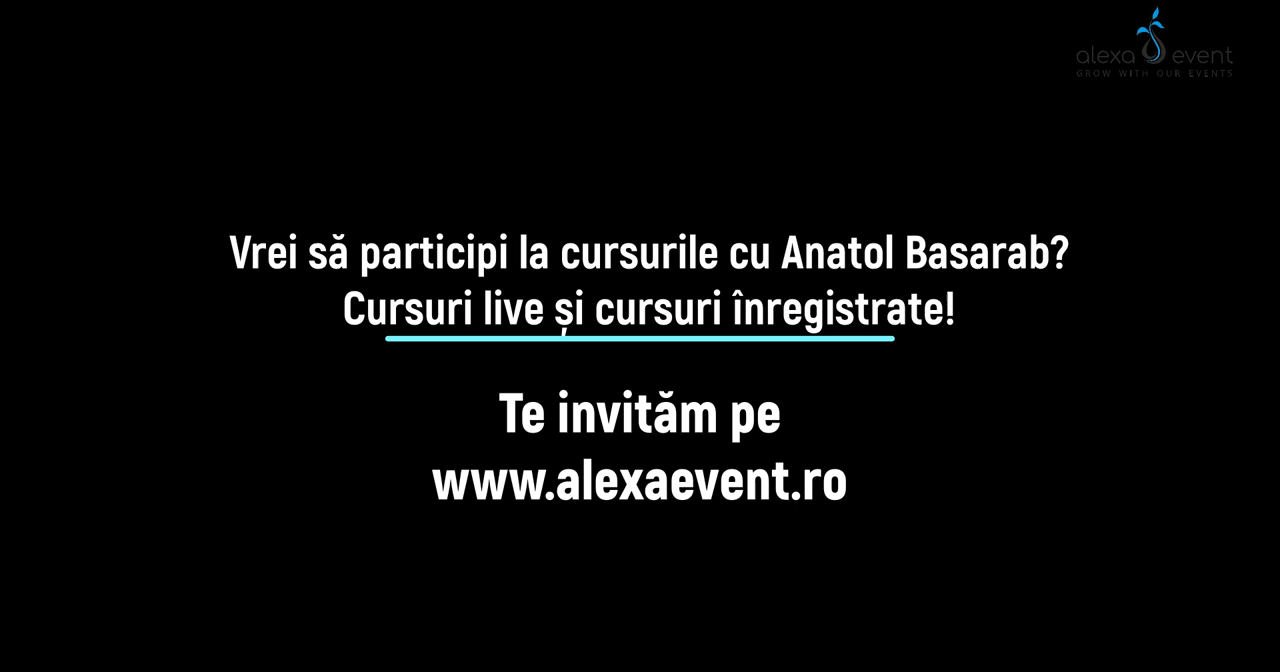 alexa event
GROW WITH OUR EVENTS
Vrei să participi la cursurile cu Anatol Basarab?
Cursuri live și cursuri înregistrate!
Te invităm pe
www.alexaevent.ro